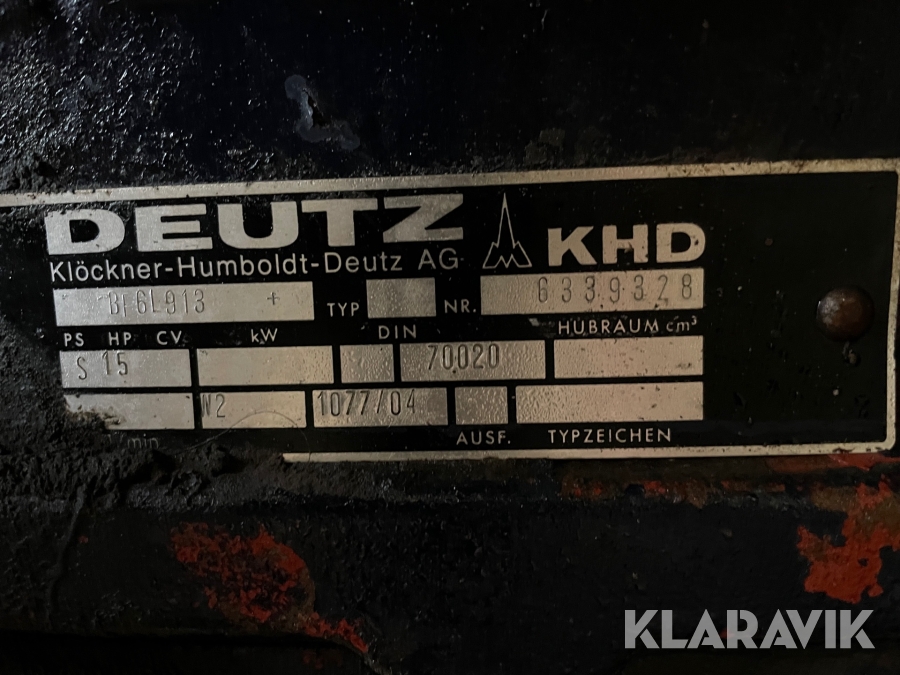 DEUTZ KHD
Klöckner-Humboldt-Deutz AG
BF6L913 + TYP NR. 6339328
PS HP CV kW DIN HUBRAUM cm³
S 15 70020
W2 1077/04
/min AUSF. TYPZEICHEN
KLARAVIK